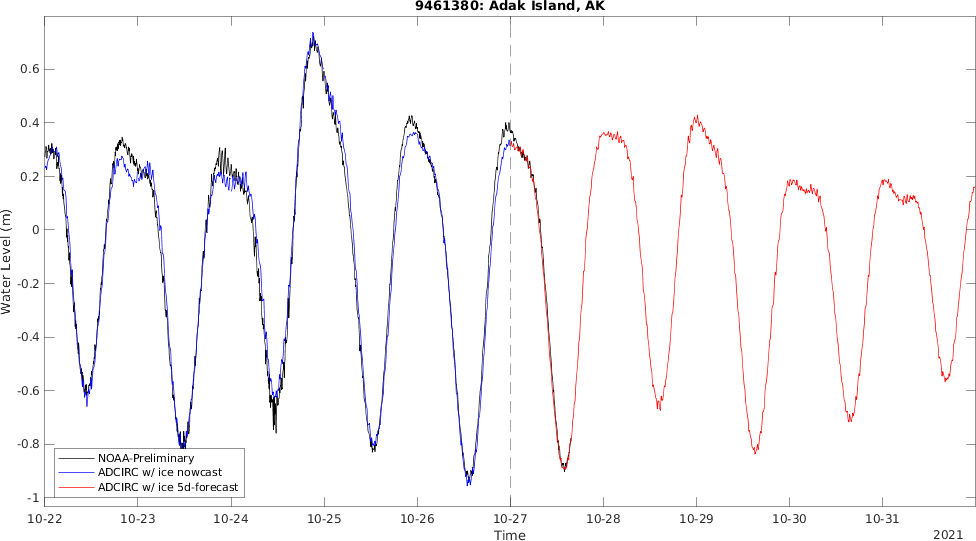 9461380: Adak Island, AK
Water Level (m)
0.6
0.4
0.2
0
-0.2
-0.4
-0.6
-0.8
-1
NOAA-Preliminary
ADCIRC w/ ice nowcast
ADCIRC w/ ice 5d-forecast
10-22 10-23 10-24 10-25 10-26 10-27 10-28 10-29 10-30 10-31
Time
2021